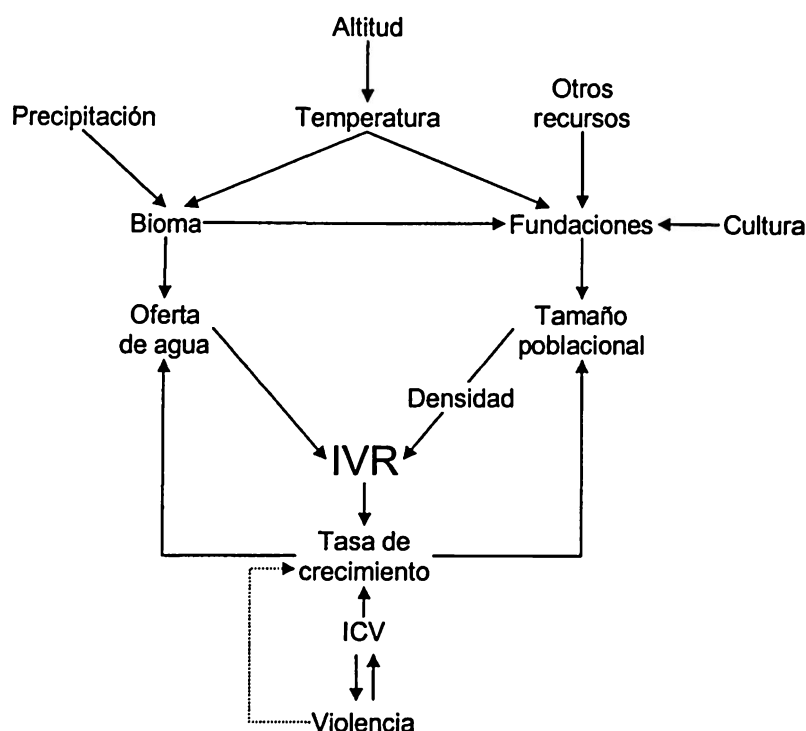 Altitud
Precipitación
Temperatura
Otros
recursos
Bioma
Fundaciones
Cultura
Oferta
de agua
Tamaño
poblacional
Densidad
IVR
Tasa de
crecimiento
ICV
Violencia